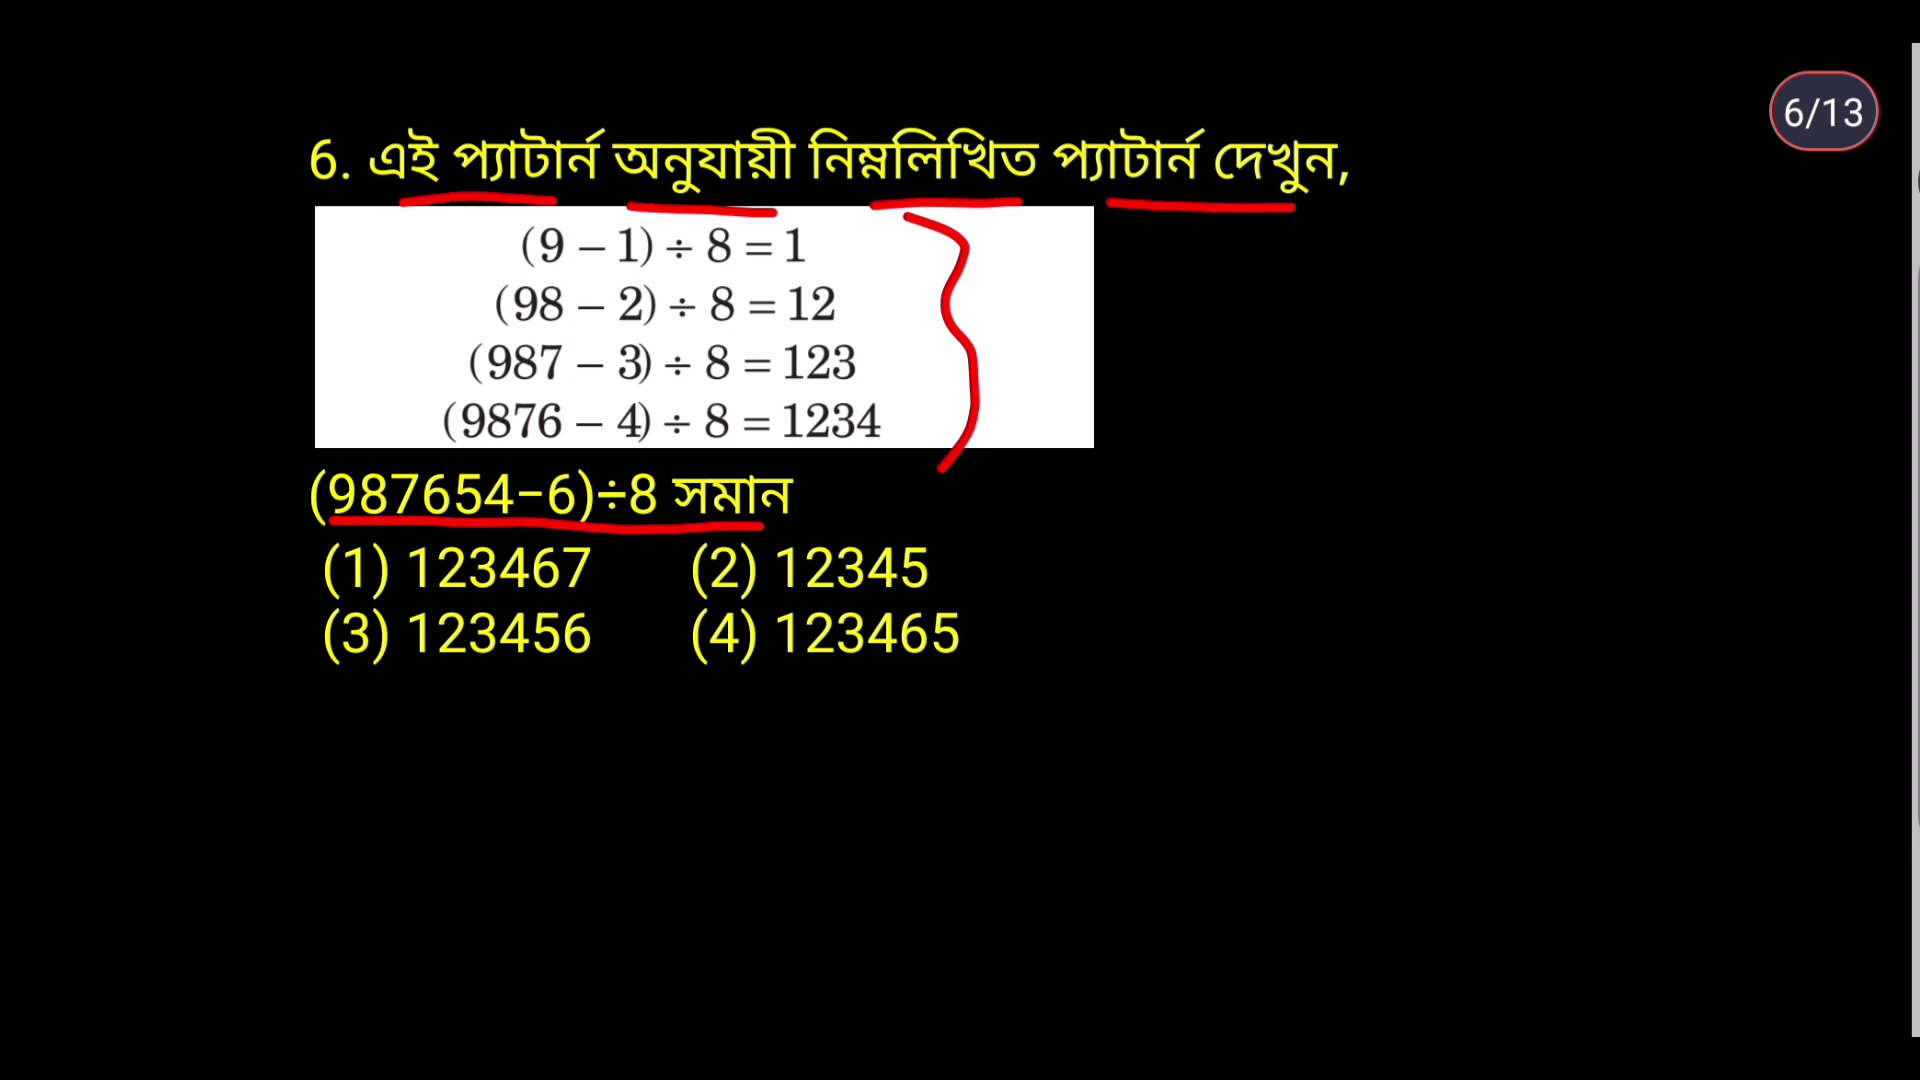 6/13
6. এই প্যাটার্ন অনুযায়ী নিম্নলিখিত প্যাটার্ন দেখুন,
(9 − 1) ÷ 8 = 1
(98 − 2) ÷ 8 = 12
(987 − 3) ÷ 8 = 123
(9876 − 4) ÷ 8 = 1234
(987654−6)÷8 সমান
(1) 123467 (2) 12345
(3) 123456 (4) 123465